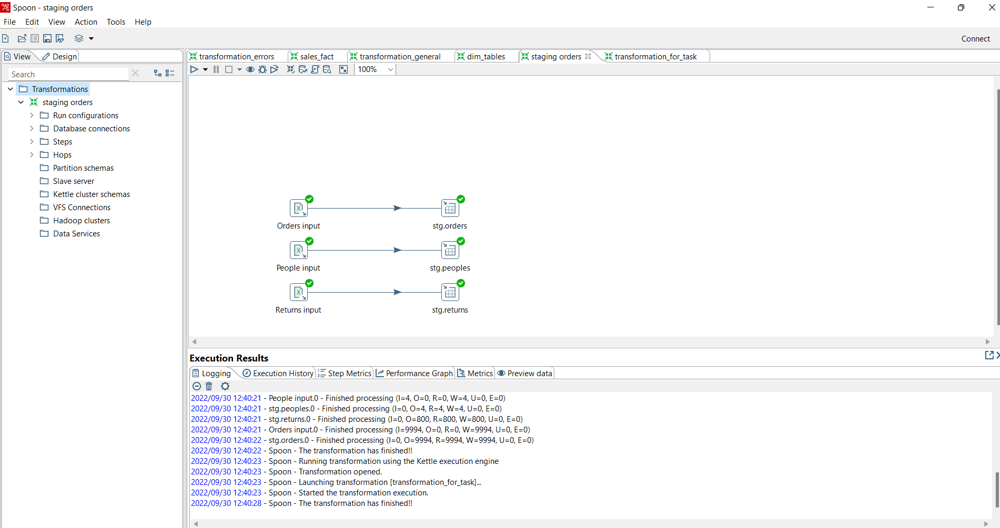 Spoon - staging orders
File Edit View Action Tools Help
Connect
View Design
transformation_errors sales_fact transformation_general dim_tables staging orders transformation_for_task
Search
100%
Transformations
staging orders
Run configurations
Database connections
Steps
Hops
Partition schemas
Slave server
Kettle cluster schemas
VFS Connections
Hadoop clusters
Data Services
Orders input stg.orders
People input stg.peoples
Returns input stg.returns
Execution Results
Logging Execution History Step Metrics Performance Graph Metrics Preview data
2022/09/30 12:40:21 - People input.0 - Finished processing (I=4, O=0, R=0, W=4, U=0, E=0)
2022/09/30 12:40:21 - stg.peoples.0 - Finished processing (I=0, O=4, R=4, W=4, U=0, E=0)
2022/09/30 12:40:21 - stg.returns.0 - Finished processing (I=0, O=800, R=800, W=800, U=0, E=0)
2022/09/30 12:40:21 - Orders input.0 - Finished processing (I=9994, O=0, R=0, W=9994, U=0, E=0)
2022/09/30 12:40:22 - stg.orders.0 - Finished processing (I=0, O=9994, R=9994, W=9994, U=0, E=0)
2022/09/30 12:40:22 - Spoon - The transformation has finished!!
2022/09/30 12:40:23 - Spoon - Running transformation using the Kettle execution engine
2022/09/30 12:40:23 - Spoon - Transformation opened.
2022/09/30 12:40:23 - Spoon - Launching transformation [transformation_for_task]...
2022/09/30 12:40:23 - Spoon - Started the transformation execution.
2022/09/30 12:40:28 - Spoon - The transformation has finished!!